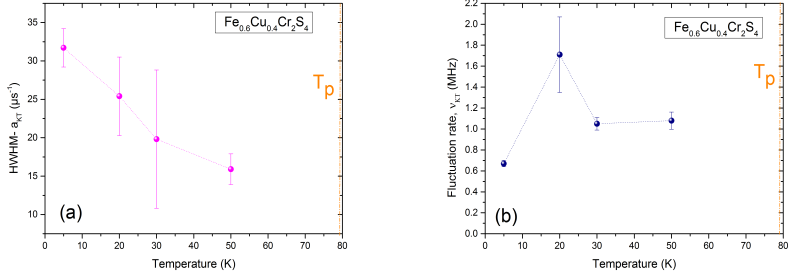 Fe0.6Cu0.4Cr2S4
35
30
25
20
15
10
HWHM- aKT (μs-1)
Tp
(a)
0 10 20 30 40 50 60 70 80
Temperature (K)
Fe0.6Cu0.4Cr2S4
2.2
2.0
1.8
1.6
1.4
1.2
1.0
0.8
0.6
0.4
0.2
0.0
Fluctuation rate, νKT (MHz)
Tp
(b)
0 10 20 30 40 50 60 70 80
Temperature (K)